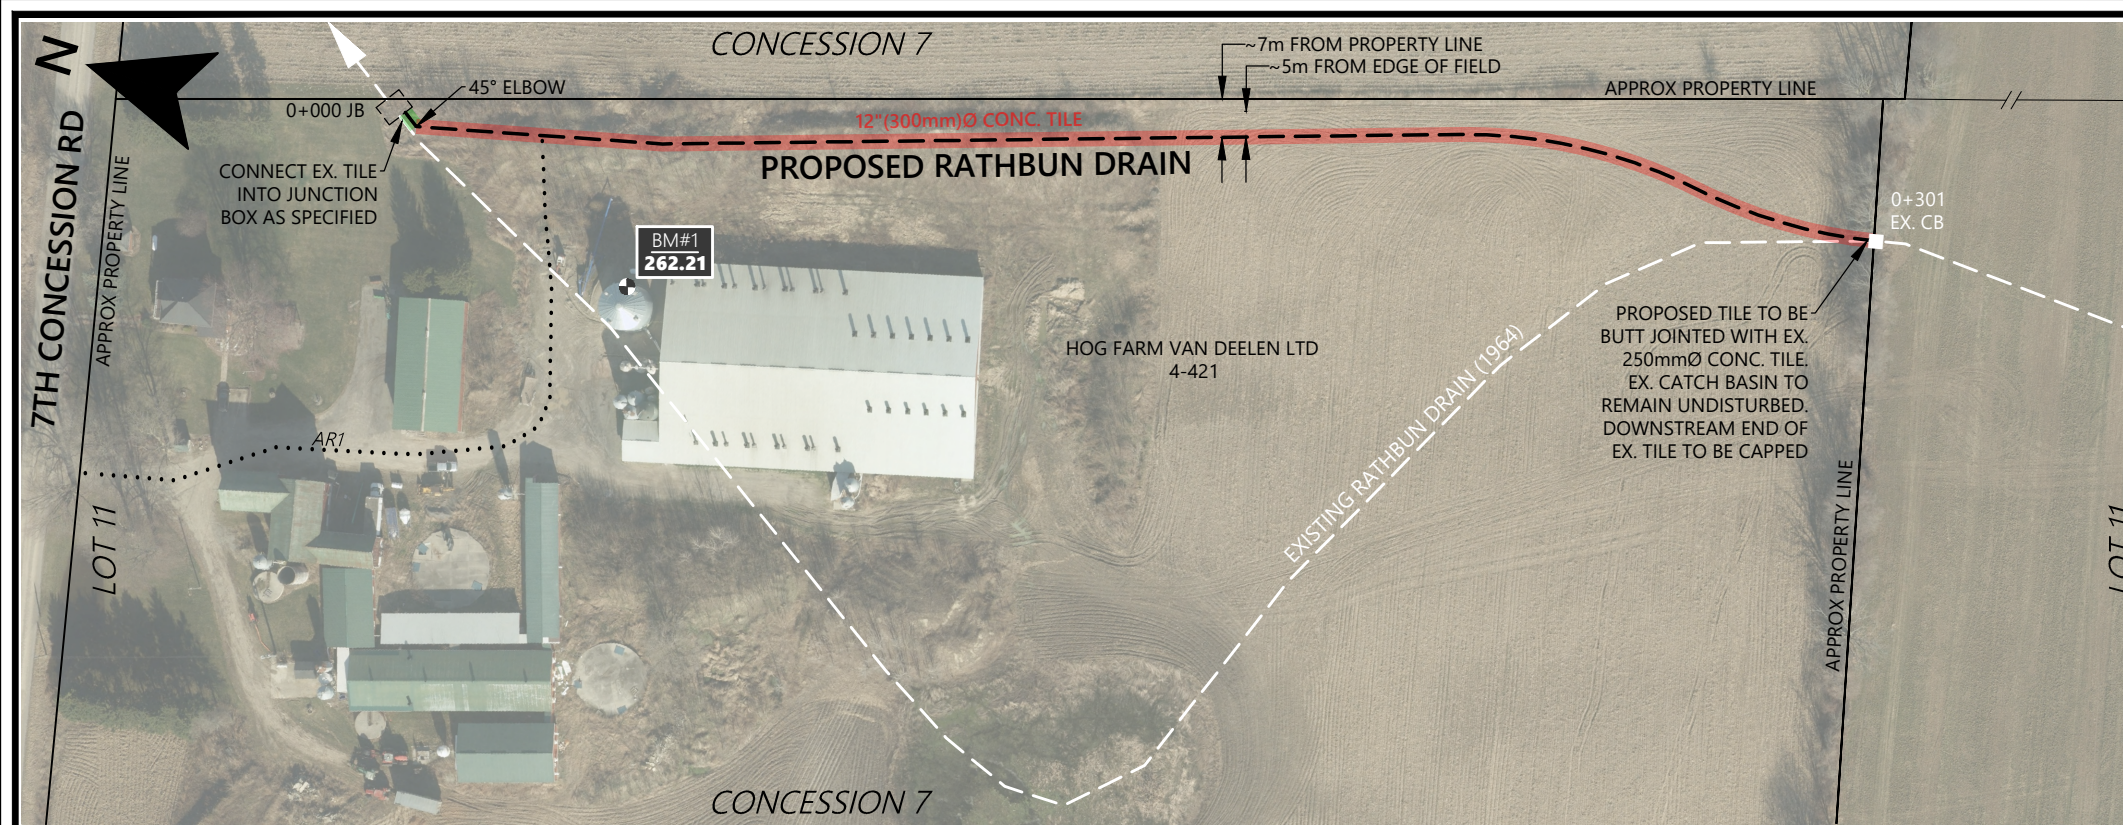 CONCESSION 7
~7m FROM PROPERTY LINE
~5m FROM EDGE OF FIELD
N
45° ELBOW
APPROX PROPERTY LINE
0+000 JB
12"(300mm)Ø CONC. TILE
PROPOSED RATHBUN DRAIN
CONNECT EX. TILE
INTO JUNCTION
BOX AS SPECIFIED
7TH CONCESSION RD
APPROX PROPERTY LINE
0+301
EX. CB
BM#1
262.21
HOG FARM VAN DEELEN LTD
4-421
PROPOSED TILE TO BE
BUTT JOINTED WITH EX.
250mmØ CONC. TILE.
EX. CATCH BASIN TO
REMAIN UNDISTURBED.
DOWNSTREAM END OF
EX. TILE TO BE CAPPED
EXISTING RATHBUN DRAIN (1964)
AR1
LOT 11
APPROX PROPERTY LINE
LOT 11
CONCESSION 7